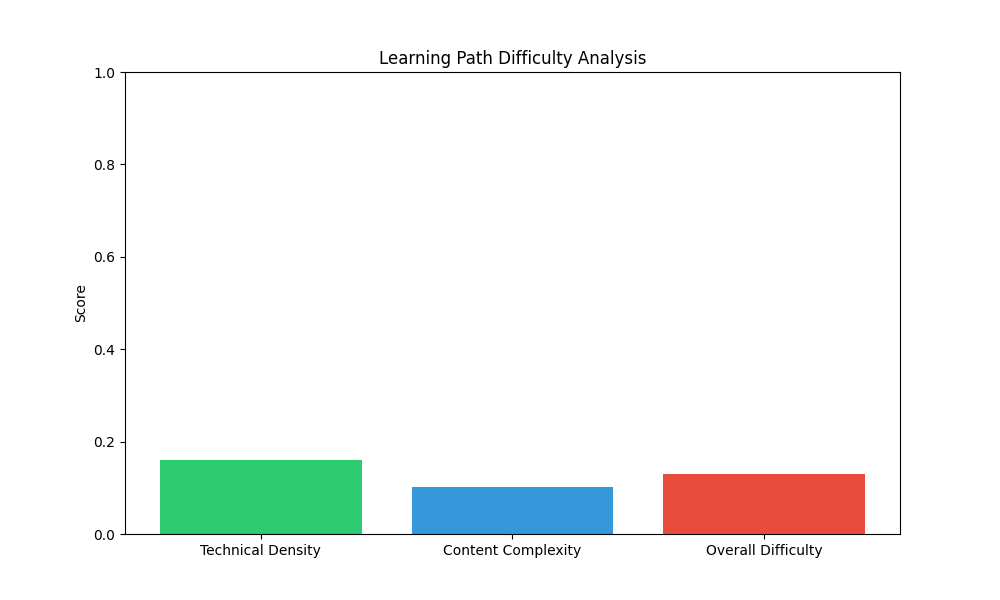 Learning Path Difficulty Analysis
1.0
0.8
0.6
0.4
0.2
0.0
Score
Technical Density
Content Complexity
Overall Difficulty